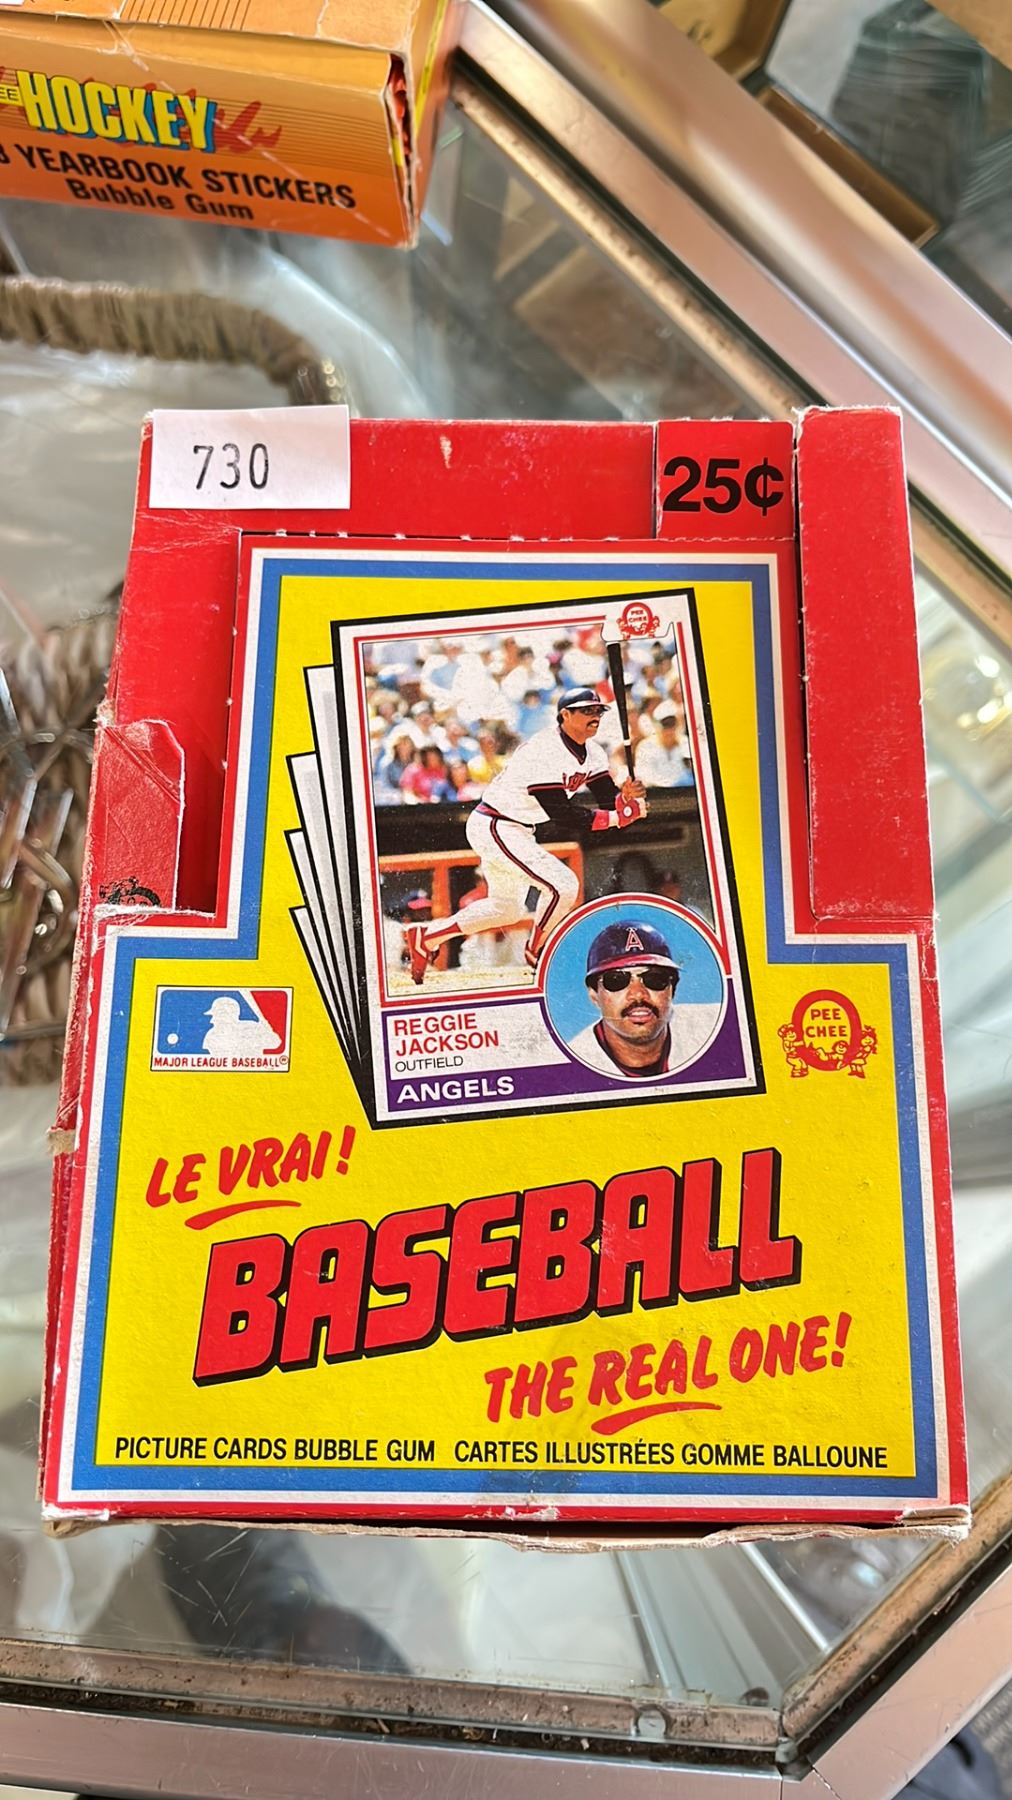 HOCKEY
YEARBOOK STICKERS
Bubble Gum
730
25¢
PEE
CHEE
A
REGGIE
JACKSON
OUTFIELD
ANGELS
MAJOR LEAGUE BASEBALL®
PEE
CHEE
LE VRAI!
BASEBALL
THE REAL ONE!
PICTURE CARDS BUBBLE GUM CARTES ILLUSTRÉES GOMME BALLOUNE